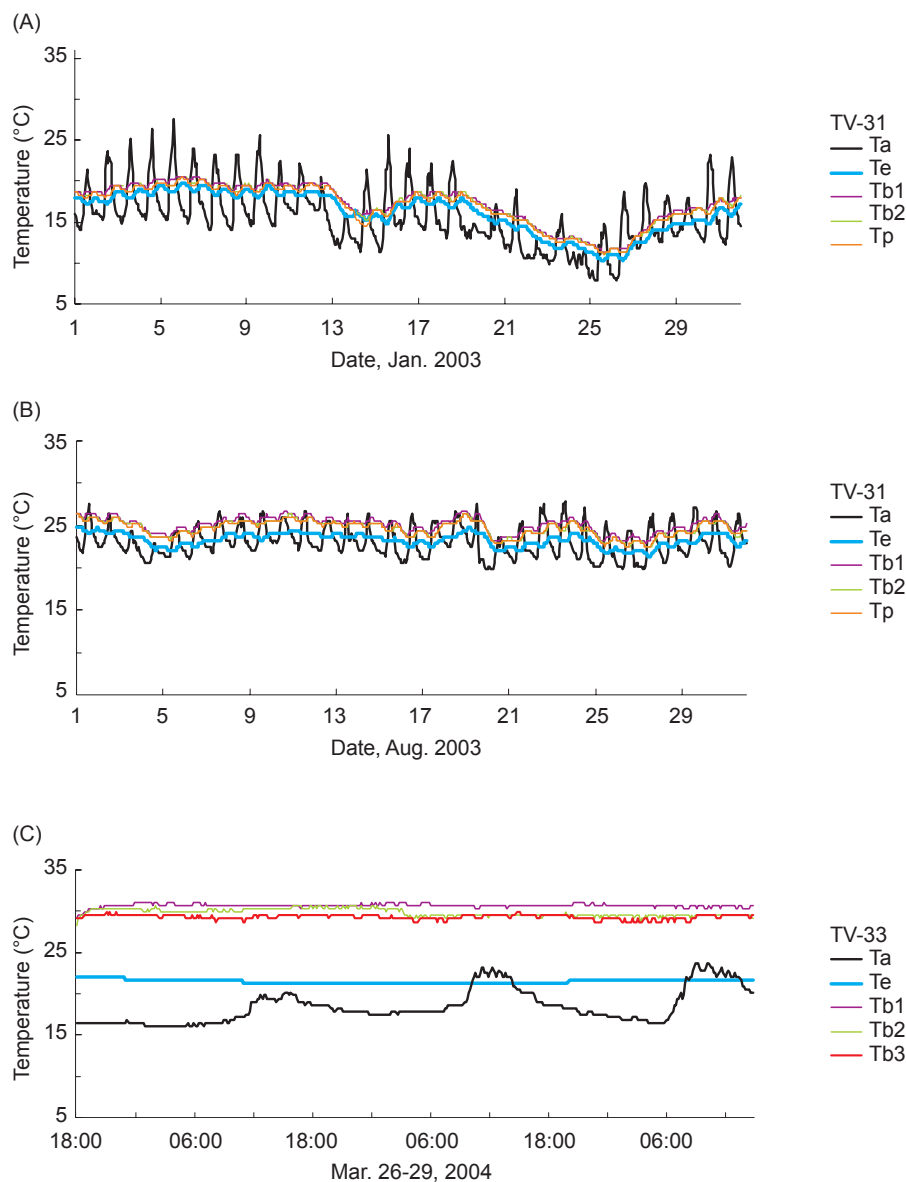 (A)
35
25
15
5
Temperature (°C)
1 5 9 13 17 21 25 29
Date, Jan. 2003
TV-31
Ta
Te
Tb1
Tb2
Tp
(B)
35
25
15
5
Temperature (°C)
1 5 9 13 17 21 25 29
Date, Aug. 2003
TV-31
Ta
Te
Tb1
Tb2
Tp
(C)
35
25
15
5
Temperature (°C)
18:00 06:00 18:00 06:00 18:00 06:00
Mar. 26-29, 2004
TV-33
Ta
Te
Tb1
Tb2
Tb3